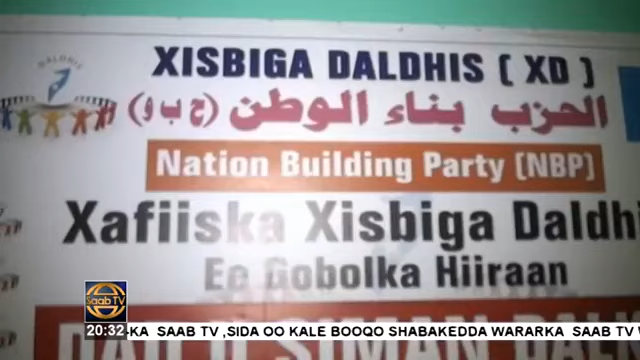 DALDHIS
XISBIGA DALDHIS ( XD )
الحزب بناء الوطن (ح ب و)
Nation Building Party (NBP)
Xafiiska Xisbiga Daldhi
Ee Gobolka Hiiraan
Saab TV
20:32
-KA SAAB TV ,SIDA OO KALE BOOQO SHABAKEDDA WARARKA SAAB TV W